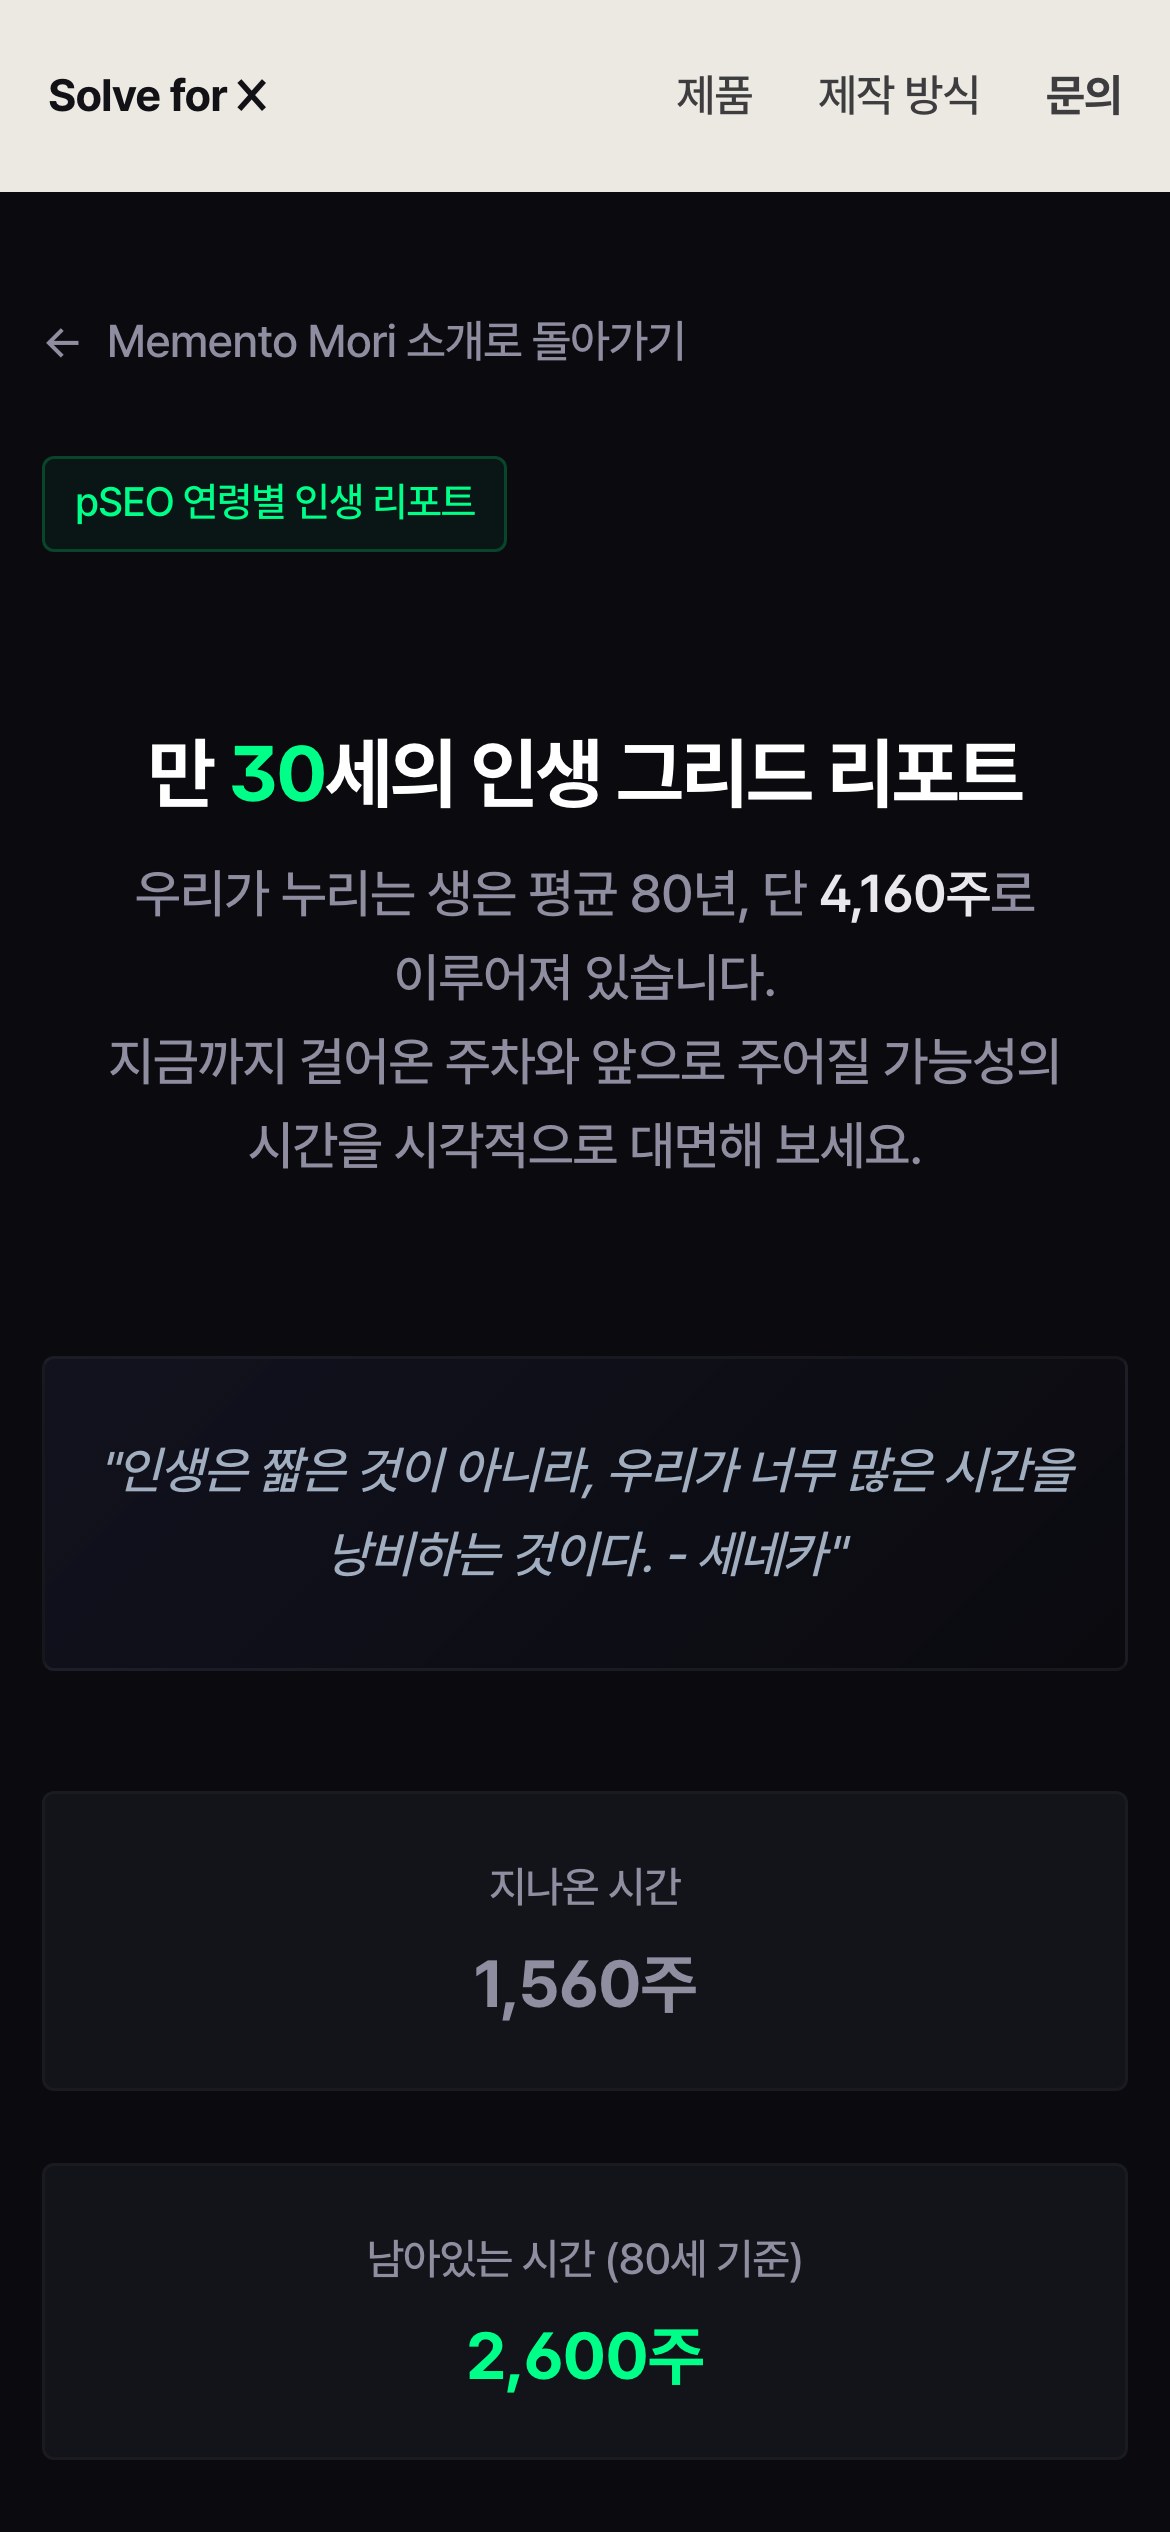 Solve for X
제품
제작 방식
문의
← Memento Mori 소개로 돌아가기
pSEO 연령별 인생 리포트
만 30세의 인생 그리드 리포트
우리가 누리는 생은 평균 80년, 단 4,160주로
이루어져 있습니다.
지금까지 걸어온 주차와 앞으로 주어질 가능성의
시간을 시각적으로 대면해 보세요.
"인생은 짧은 것이 아니라, 우리가 너무 많은 시간을
낭비하는 것이다. - 세네카"
지나온 시간
1,560주
남아있는 시간 (80세 기준)
2,600주